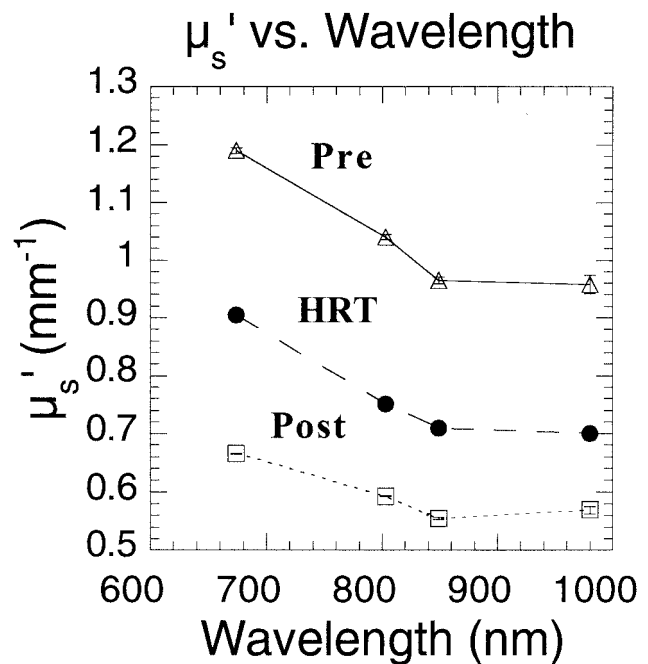 μs' vs. Wavelength
1.3
1.2
1.1
1
0.9
0.8
0.7
0.6
0.5
μs' (mm-1)
Pre
HRT
Post
600 700 800 900 1000
Wavelength (nm)